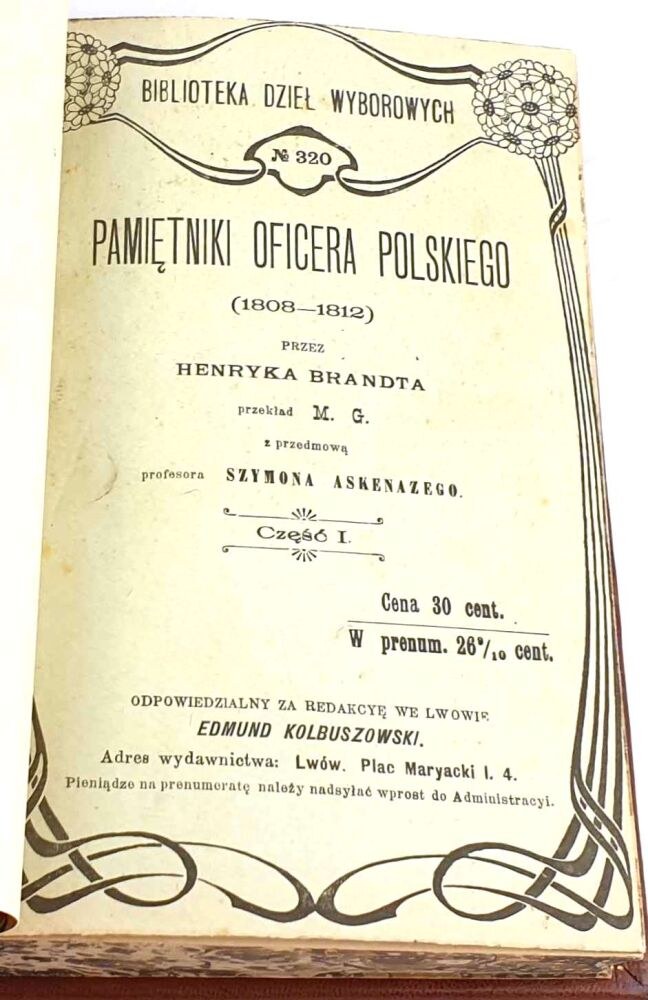 BIBLIOTEKA DZIEŁ WYBOROWYCH
№ 320
PAMIĘTNIKI OFICERA POLSKIEGO
(1808—1812)
PRZEZ
HENRYKA BRANDTA
przekład M. G.
z przedmową
profesora SZYMONA ASKENAZEGO.
Część I.
Cena 30 cent.
W prenum. 26⁹/₁₀ cent.
ODPOWIEDZIALNY ZA REDAKCYĘ WE LWOWIE
EDMUND KOLBUSZOWSKI.
Adres wydawnictwa: Lwów. Plac Maryacki l. 4.
Pieniądze na prenumeratę należy nadsyłać wprost do Administracyi.